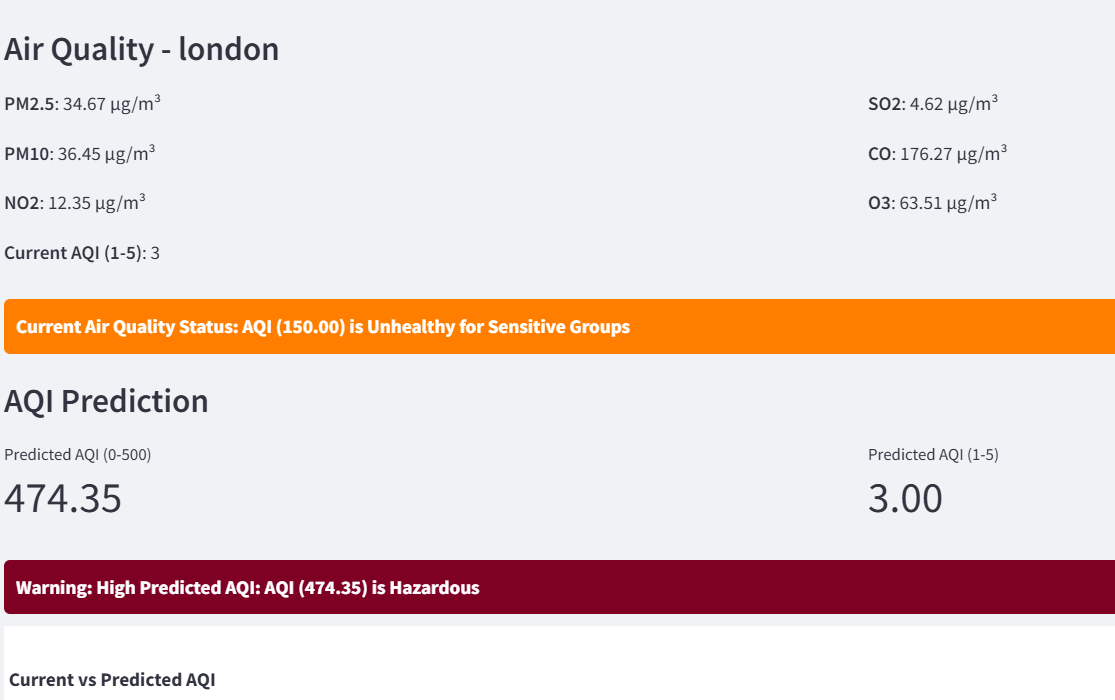 Air Quality - london
PM2.5: 34.67 µg/m³
SO2: 4.62 µg/m³
PM10: 36.45 µg/m³
CO: 176.27 µg/m³
NO2: 12.35 µg/m³
O3: 63.51 µg/m³
Current AQI (1-5): 3
Current Air Quality Status: AQI (150.00) is Unhealthy for Sensitive Groups
AQI Prediction
Predicted AQI (0-500)
474.35
Predicted AQI (1-5)
3.00
Warning: High Predicted AQI: AQI (474.35) is Hazardous
Current vs Predicted AQI